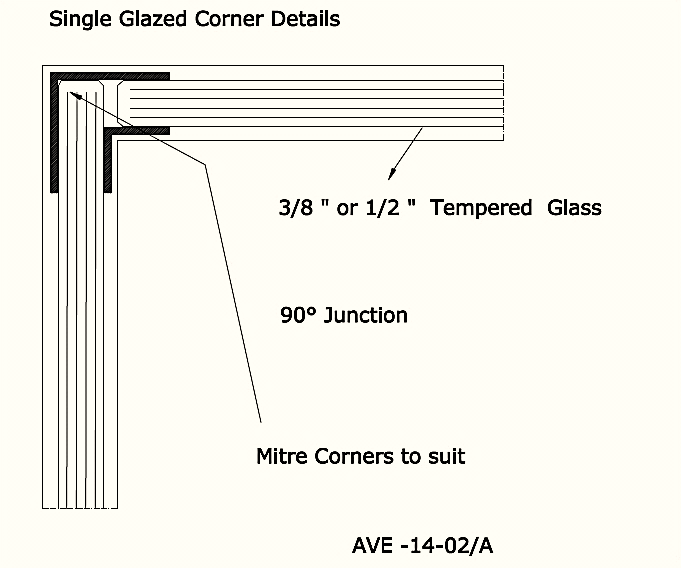 Single Glazed Corner Details
3/8 " or 1/2 " Tempered Glass
90° Junction
Mitre Corners to suit
AVE -14-02/A